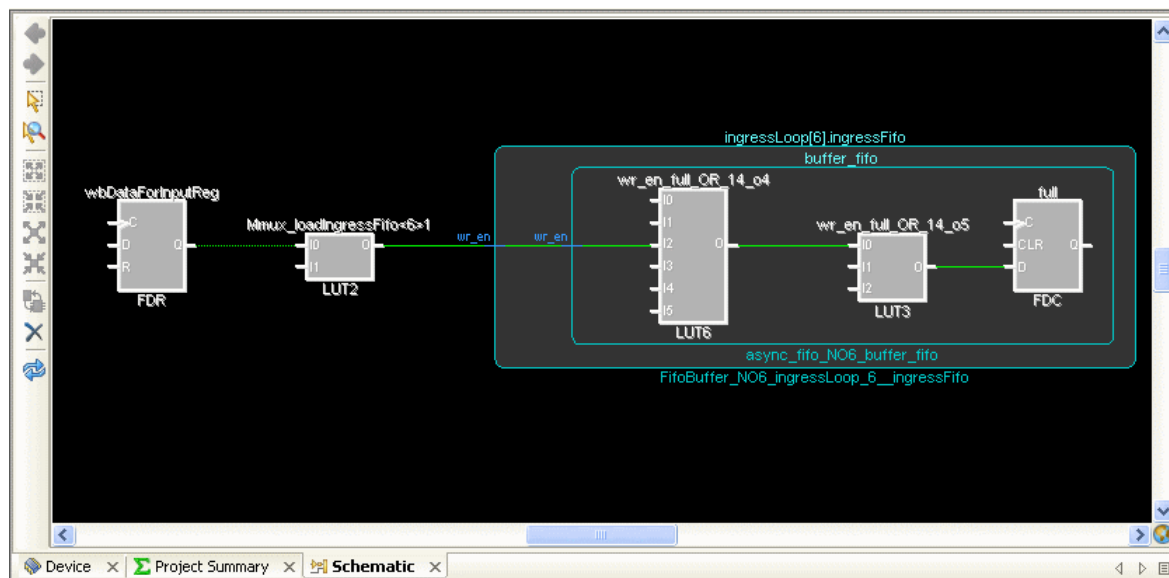 ingressLoop[6].ingressFifo
buffer_fifo
wbDataForInputReg
C
D
Q
R
FDR
Mmux_loadIngressFifo<6>1
I0
O
I1
LUT2
wr_en
wr_en
wr_en_full_OR_14_o4
I0
I1
I2
O
I3
I4
I5
LUT6
wr_en_full_OR_14_o5
I0
I1
O
I2
LUT3
full
C
CLR
Q
D
FDC
async_fifo_NO6_buffer_fifo
FifoBuffer_NO6_ingressLoop_6__ingressFifo
Device
Project Summary
Schematic